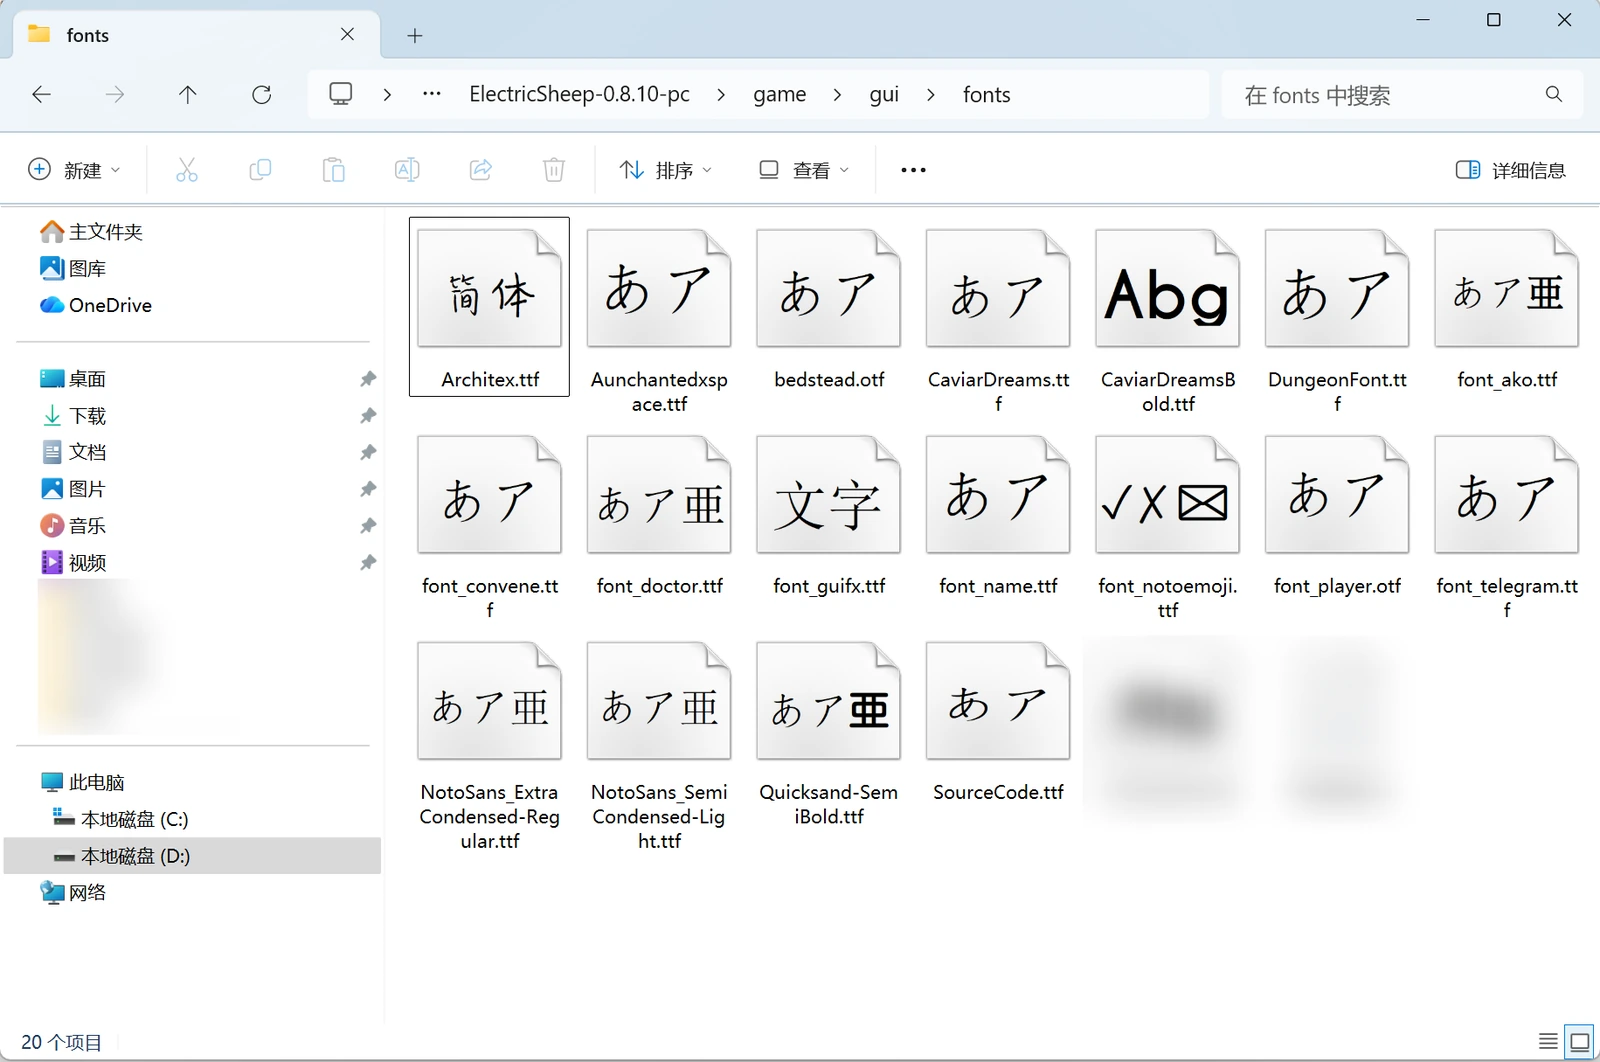 fonts
ElectricSheep-0.8.10-pc
game
gui
fonts
在 fonts 中搜索
新建
排序
查看
详细信息
主文件夹
图库
OneDrive
桌面
下载
文档
图片
音乐
视频
此电脑
本地磁盘 (C:)
本地磁盘 (D:)
网络
简体
あア
あア
あア
Abg
あア
あア亜
Architex.ttf
Aunchantedxsp
ace.ttf
bedstead.otf
CaviarDreams.tt
f
CaviarDreamsB
old.ttf
DungeonFont.tt
f
font_ako.ttf
あア
あア亜
文字
あア
√X
あア
あア
font_convene.tt
f
font_doctor.ttf
font_guifx.ttf
font_name.ttf
font_notoemoji.
ttf
font_player.otf
font_telegram.tt
f
あア亜
あア亜
あア亜
あア
NotoSans_Extra
Condensed-Reg
ular.ttf
NotoSans_Semi
Condensed-Lig
ht.ttf
Quicksand-Sem
iBold.ttf
SourceCode.ttf
20 个项目